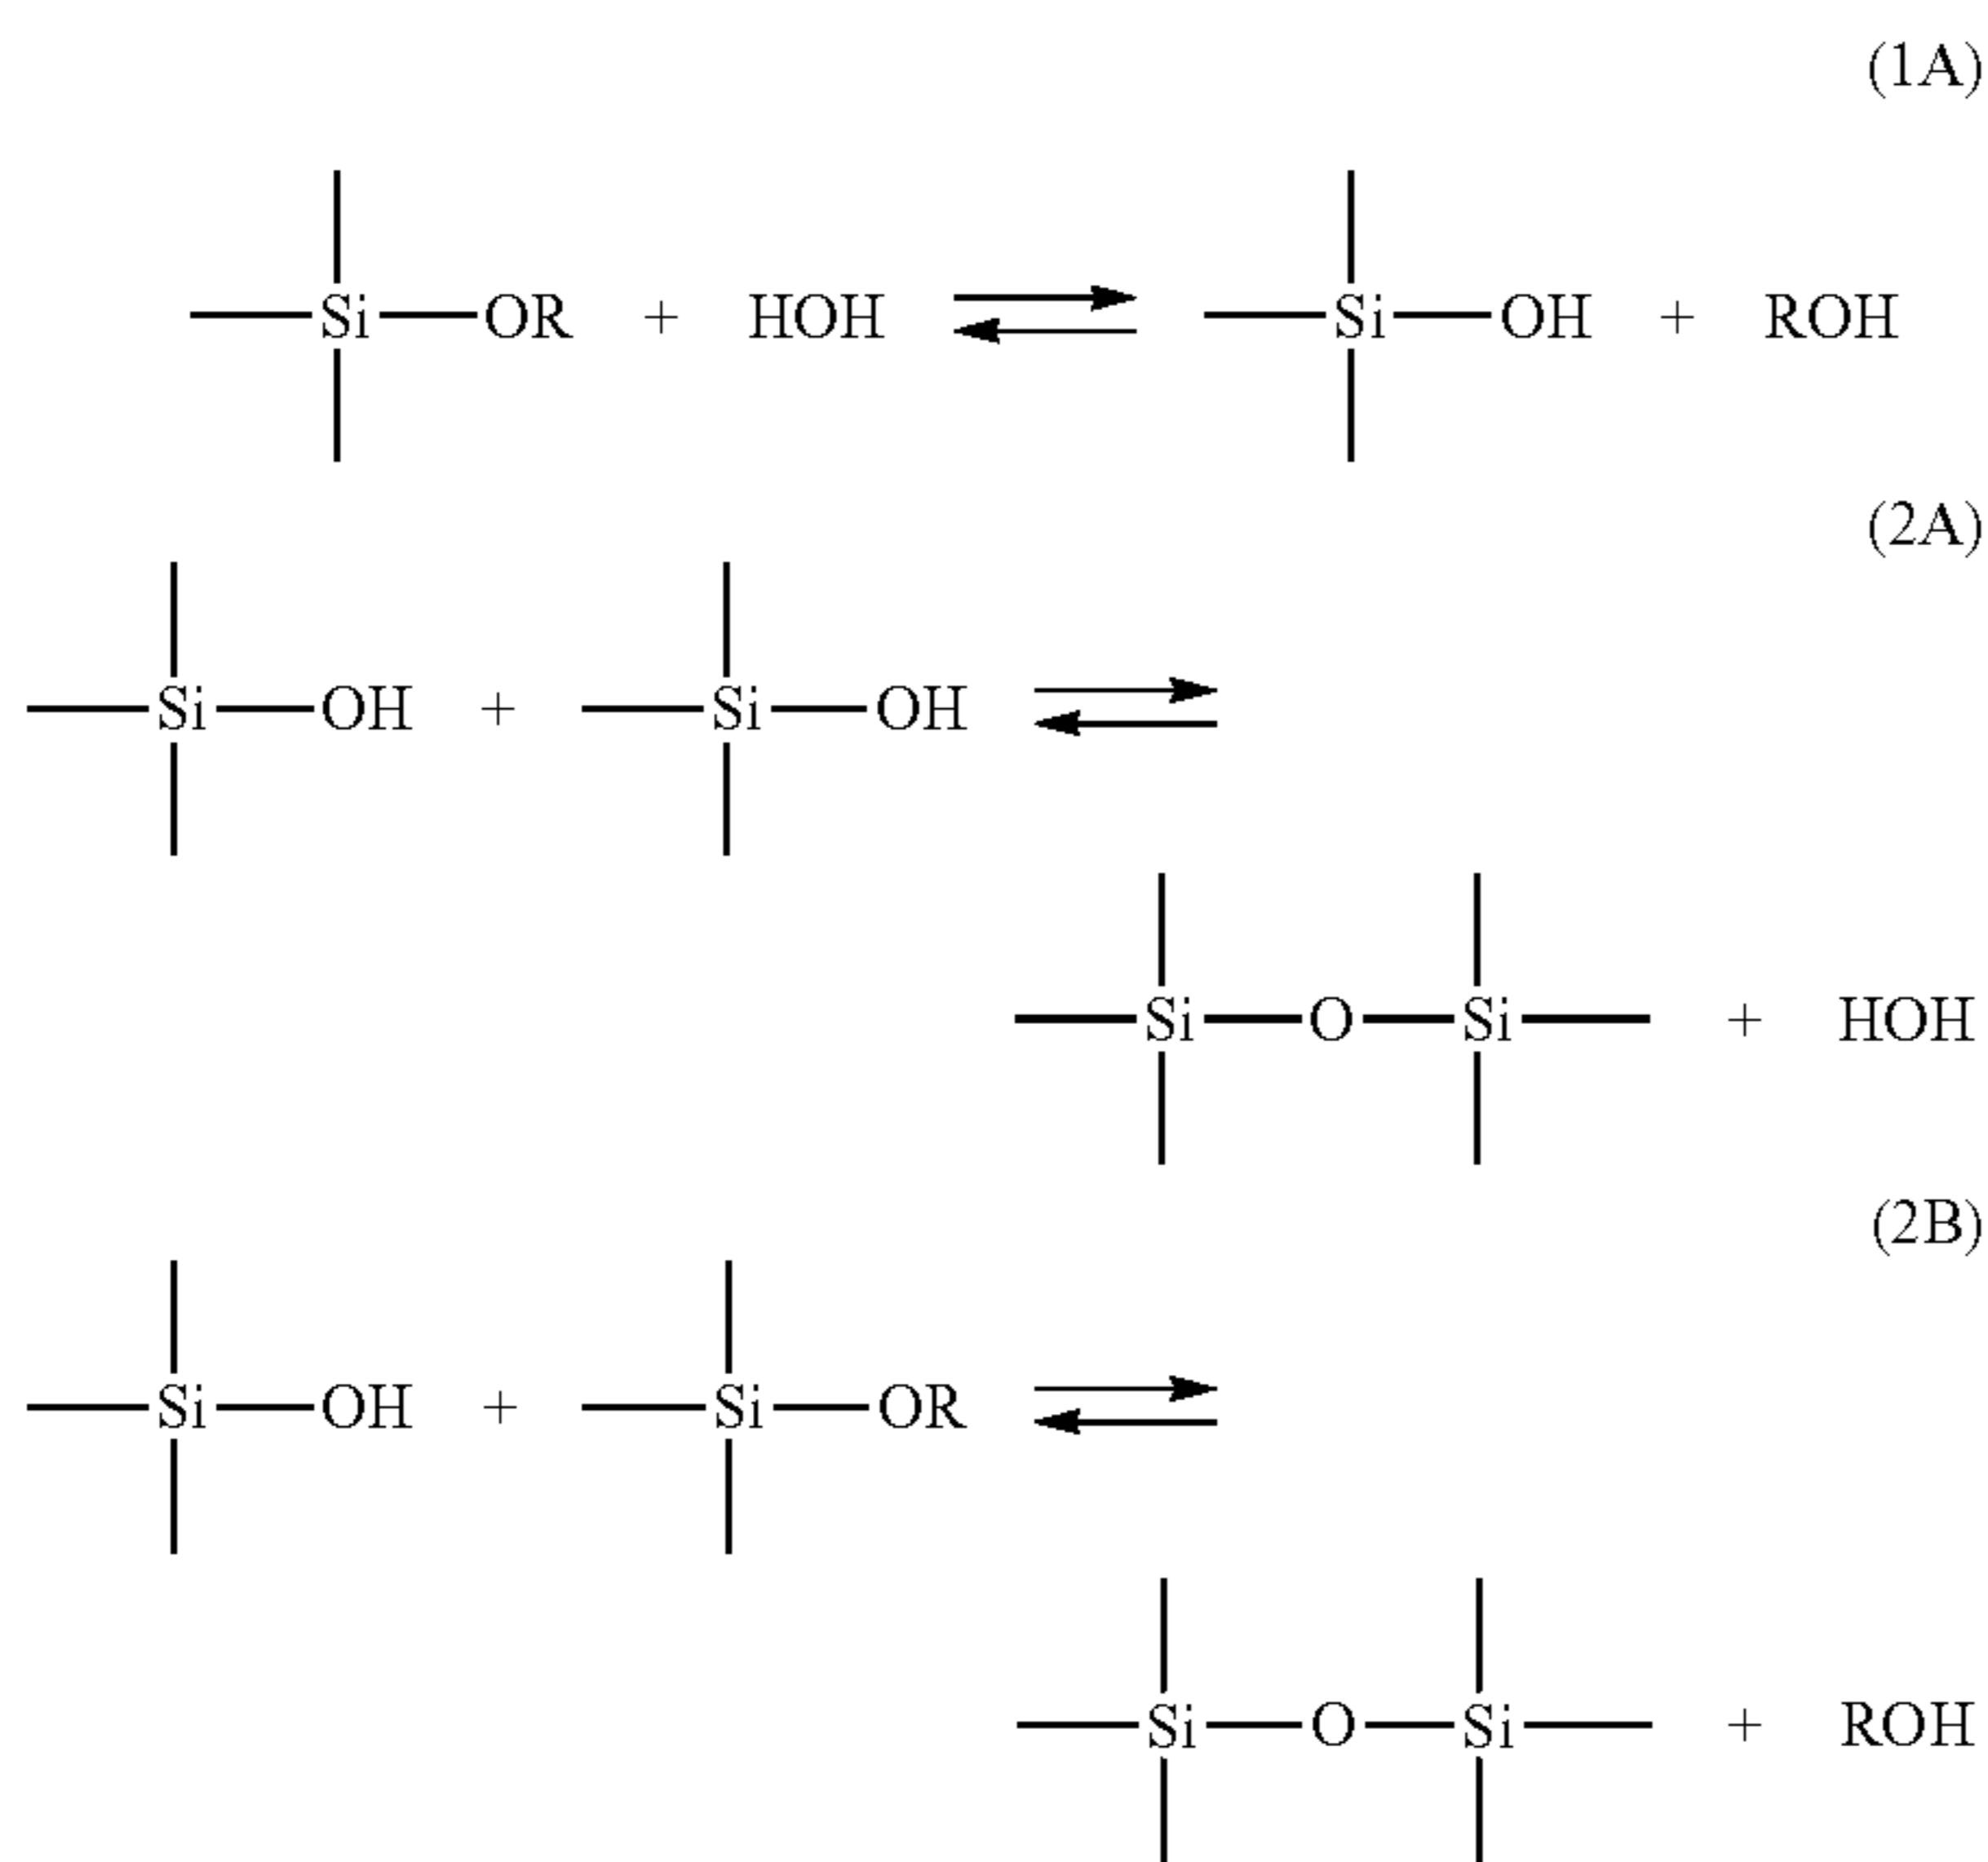 (1A)
Si OR + HOH Si OH + ROH
(2A)
Si OH + Si OH
Si O Si + HOH
(2B)
Si OH + Si OR
Si O Si + ROH